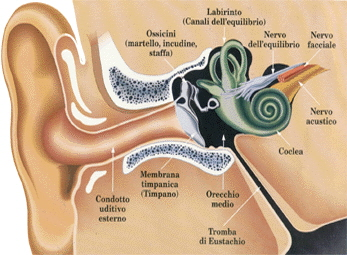 Labirinto
(Canali dell'equilibrio)
Ossicini
(martello, incudine,
staffa)
Nervo
dell'equilibrio
Nervo
facciale
Nervo
acustico
Coclea
Membrana
timpanica
(Timpano)
Orecchio
medio
Condotto
uditivo
esterno
Tromba
di Eustachio